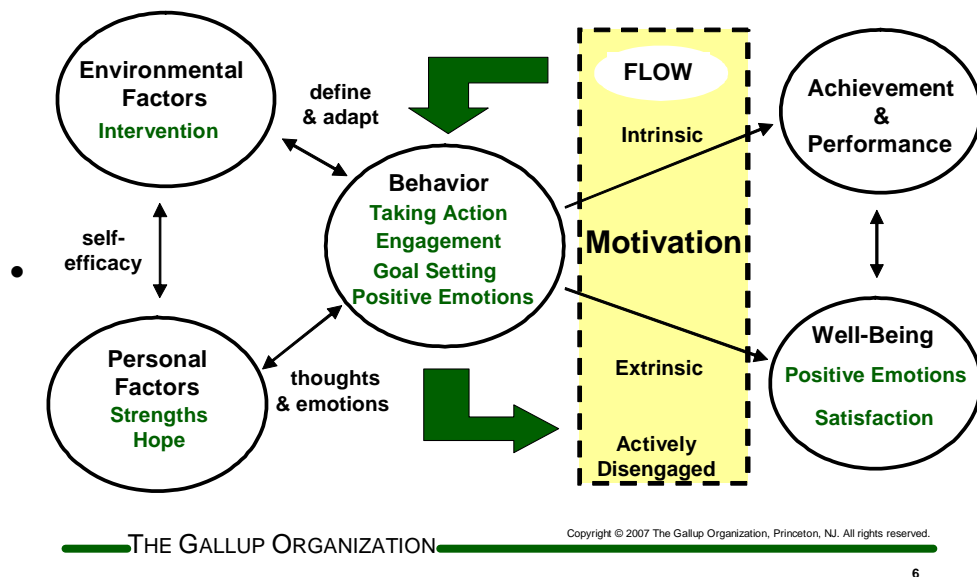 Environmental
Factors
Intervention
define
& adapt
self-
efficacy
Personal
Factors
Strengths
Hope
thoughts
& emotions
Behavior
Taking Action
Engagement
Goal Setting
Positive Emotions
FLOW
Intrinsic
Motivation
Extrinsic
Actively
Disengaged
Achievement
&
Performance
Well-Being
Positive Emotions
Satisfaction
THE GALLUP ORGANIZATION
Copyright © 2007 The Gallup Organization, Princeton, NJ. All rights reserved.
6